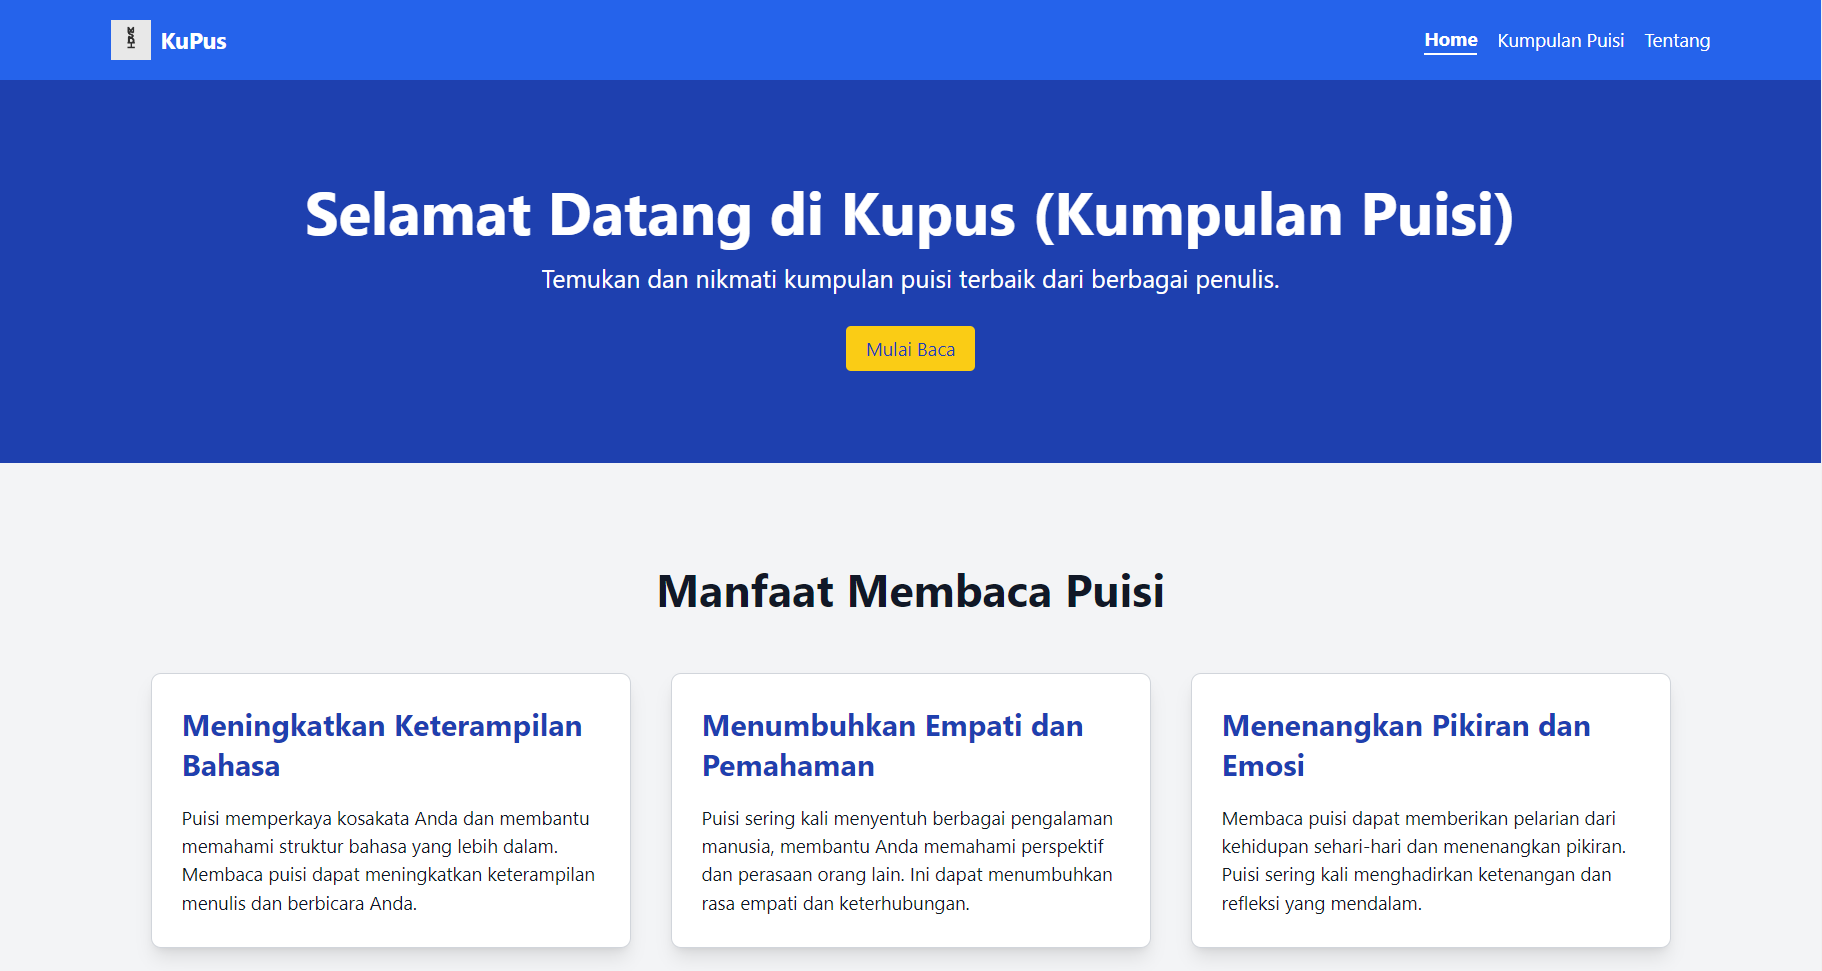 KuPus
Home Kumpulan Puisi Tentang
Selamat Datang di Kupus (Kumpulan Puisi)
Temukan dan nikmati kumpulan puisi terbaik dari berbagai penulis.
Mulai Baca
Manfaat Membaca Puisi
Meningkatkan Keterampilan
Bahasa
Puisi memperkaya kosakata Anda dan membantu
memahami struktur bahasa yang lebih dalam.
Membaca puisi dapat meningkatkan keterampilan
menulis dan berbicara Anda.
Menumbuhkan Empati dan
Pemahaman
Puisi sering kali menyentuh berbagai pengalaman
manusia, membantu Anda memahami perspektif
dan perasaan orang lain. Ini dapat menumbuhkan
rasa empati dan keterhubungan.
Menenangkan Pikiran dan
Emosi
Membaca puisi dapat memberikan pelarian dari
kehidupan sehari-hari dan menenangkan pikiran.
Puisi sering kali menghadirkan ketenangan dan
refleksi yang mendalam.